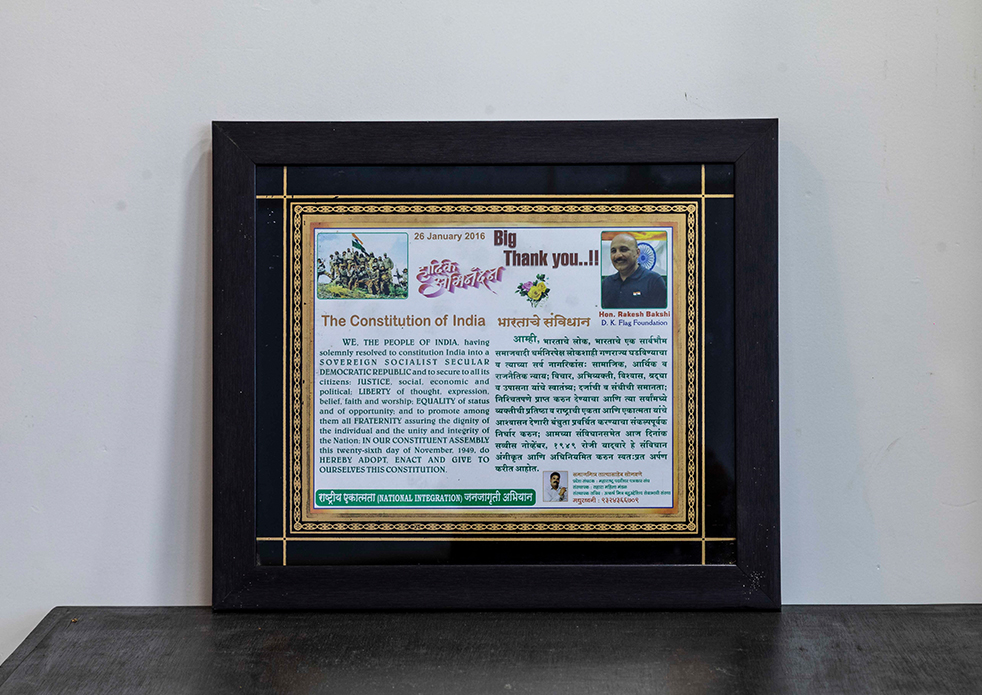 26 January 2016
हार्दिक
अभिनंदन
Big
Thank you..!!
Hon. Rakesh Bakshi
D. K. Flag Foundation
The Constitution of India
WE, THE PEOPLE OF INDIA, having
solemnly resolved to constitution India into a
SOVEREIGN SOCIALIST SECULAR
DEMOCRATIC REPUBLIC and to secure to all its
citizens: JUSTICE, social, economic and
political; LIBERTY of thought, expression,
belief, faith and worship; EQUALITY of status
and of opportunity; and to promote among
them all FRATERNITY assuring the dignity of
the individual and the unity and integrity of
the Nation; IN OUR CONSTITUENT ASSEMBLY
this twenty-sixth day of November, 1949, do
HEREBY ADOPT, ENACT AND GIVE TO
OURSELVES THIS CONSTITUTION.
भारताचे संविधान
आम्ही, भारताचे लोक, भारताचे एक सार्वभौम
समाजवादी धर्मनिरपेक्ष लोकशाही गणराज्य घडविण्याचा
व त्याच्या सर्व नागरिकांस: सामाजिक, आर्थिक व
राजनैतिक न्याय; विचार, अभिव्यक्ती, विश्वास, श्रद्धा
व उपासना यांचे स्वातंत्र्य; दर्जाची व संधीची समानता;
निश्चितपणे प्राप्त करुन देण्याचा आणि त्या सर्वांमध्ये
व्यक्तीची प्रतिष्ठा व राष्ट्राची एकता आणि एकात्मता यांचे
आश्वासन देणारी बंधुता प्रवर्धित करण्याचा संकल्पपूर्वक
निर्धार करुन; आमच्या संविधानसभेत आज दिनांक
सव्वीस नोव्हेंबर, १९४९ रोजी याद्वारे हे संविधान
अंगीकृत आणि अधिनियमित करुन स्वतःप्रत अर्पण
करीत आहोत.
राष्ट्रीय एकात्मता (NATIONAL INTEGRATION) जनजागृती अभियान